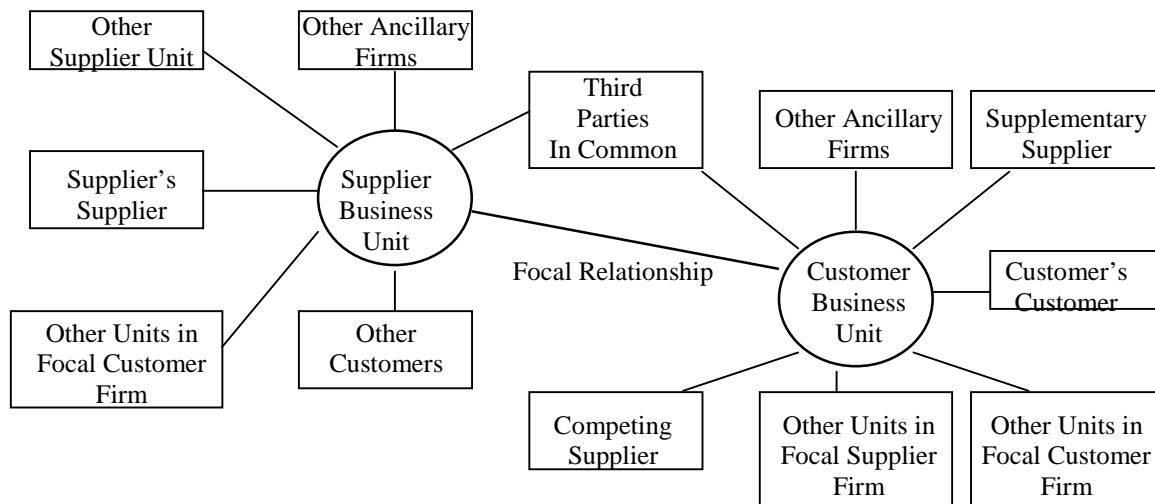 Other
Supplier Unit
Other Ancillary
Firms
Third
Parties
In Common
Other Ancillary
Firms
Supplementary
Supplier
Supplier’s
Supplier
Supplier
Business
Unit
Focal Relationship
Customer
Business
Unit
Customer’s
Customer
Other Units in
Focal Customer
Firm
Other
Customers
Competing
Supplier
Other Units in
Focal Supplier
Firm
Other Units in
Focal Customer
Firm